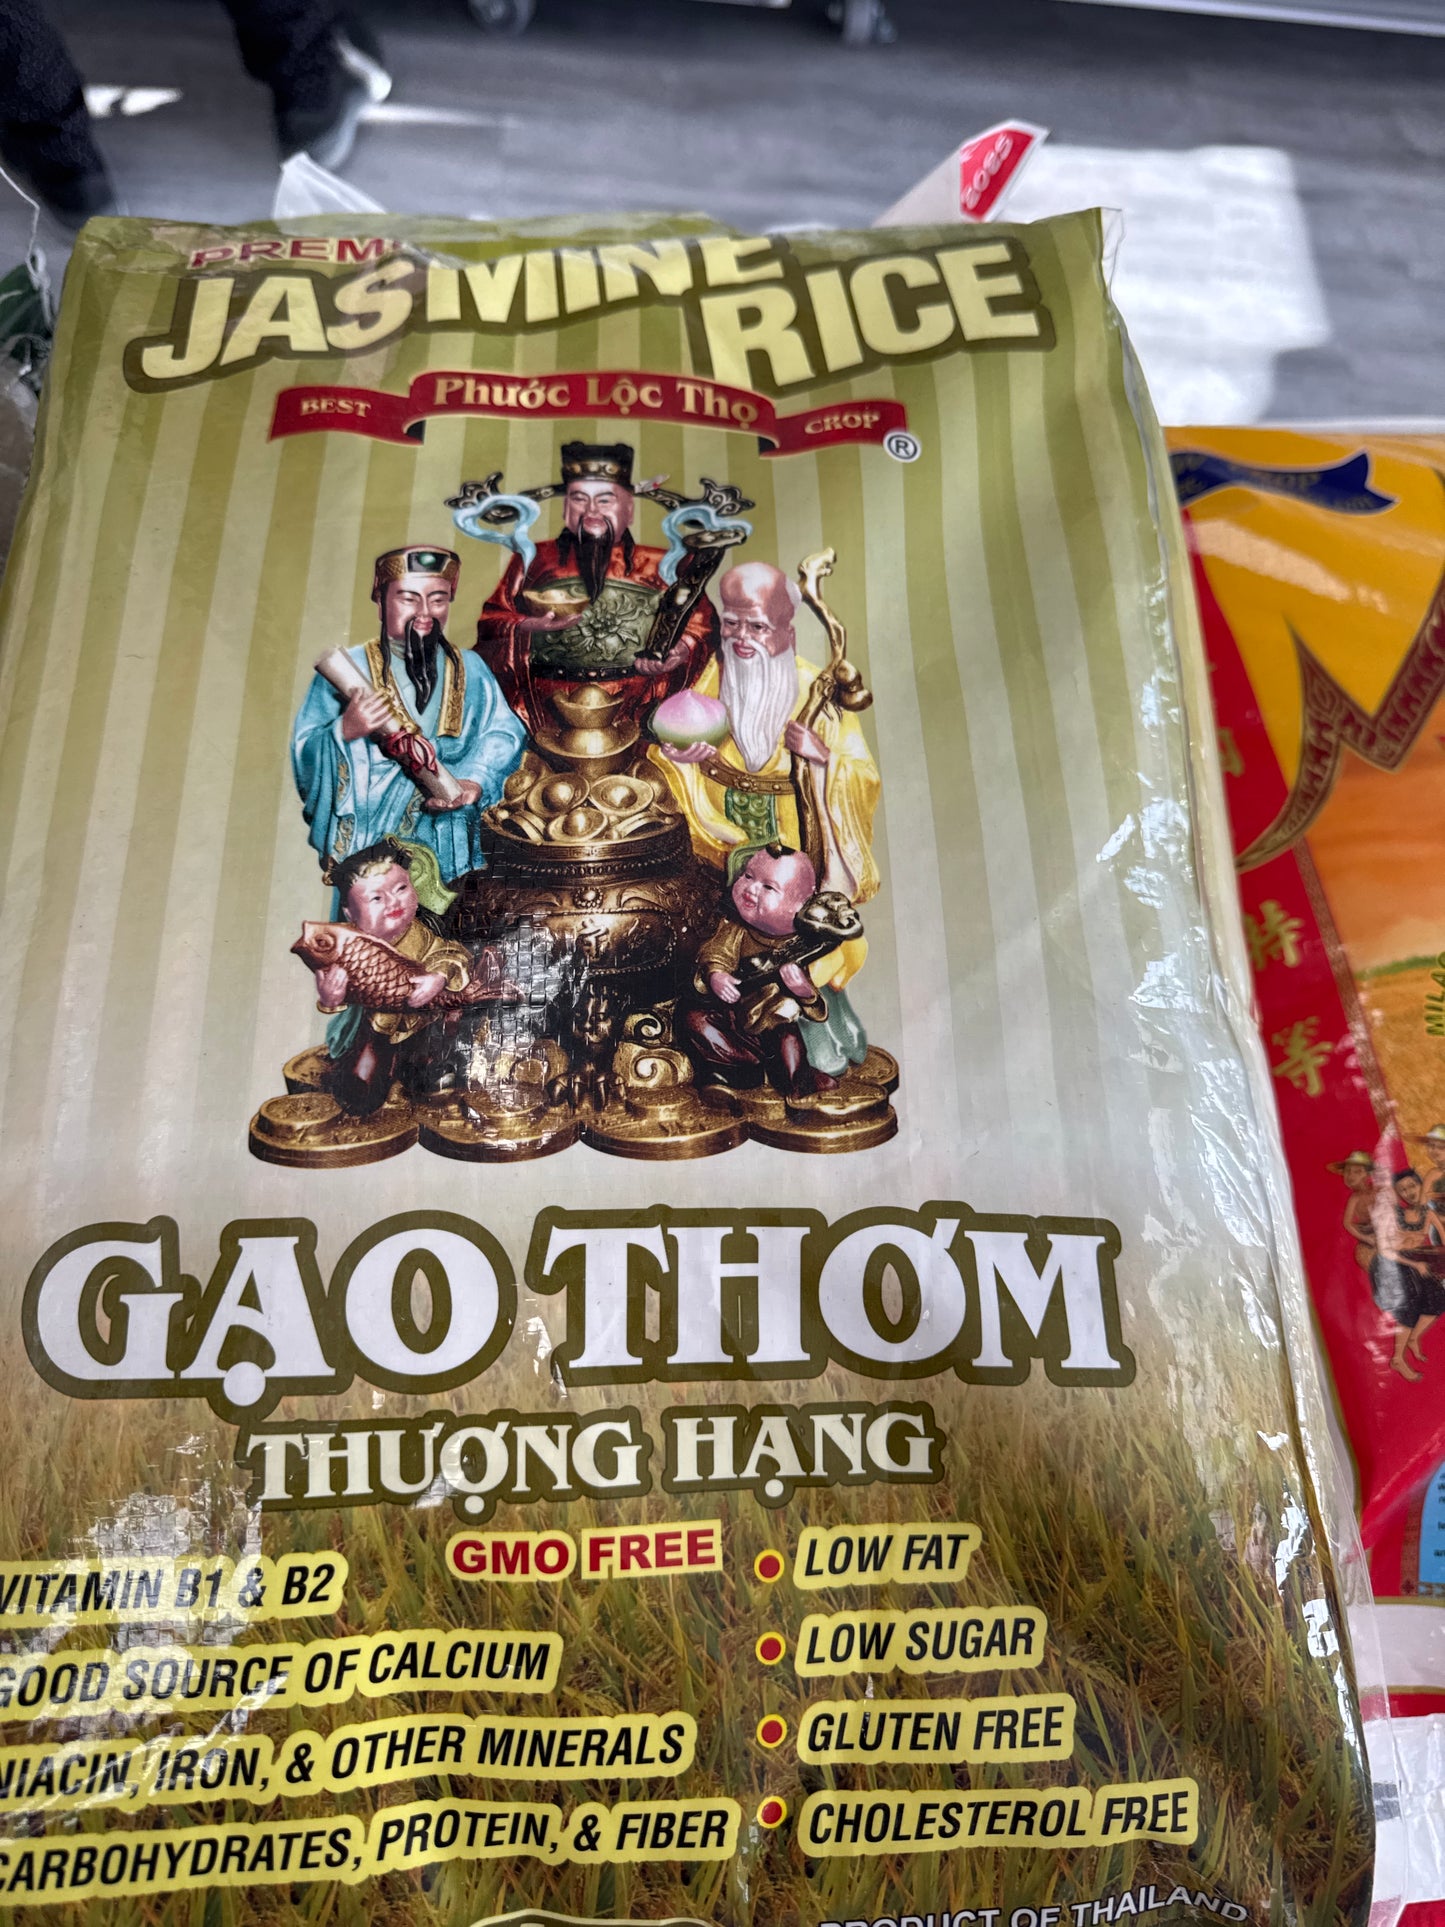 JASMINE
RICE
BEST Phước Lộc Thọ CROP
®
GẠO THƠM
THƯỢNG HẠNG
GMO FREE
VITAMIN B1 & B2
GOOD SOURCE OF CALCIUM
NIACIN, IRON, & OTHER MINERALS
CARBOHYDRATES, PROTEIN, & FIBER
LOW FAT
LOW SUGAR
GLUTEN FREE
CHOLESTEROL FREE
PRODUCT OF THAILAND
特
等